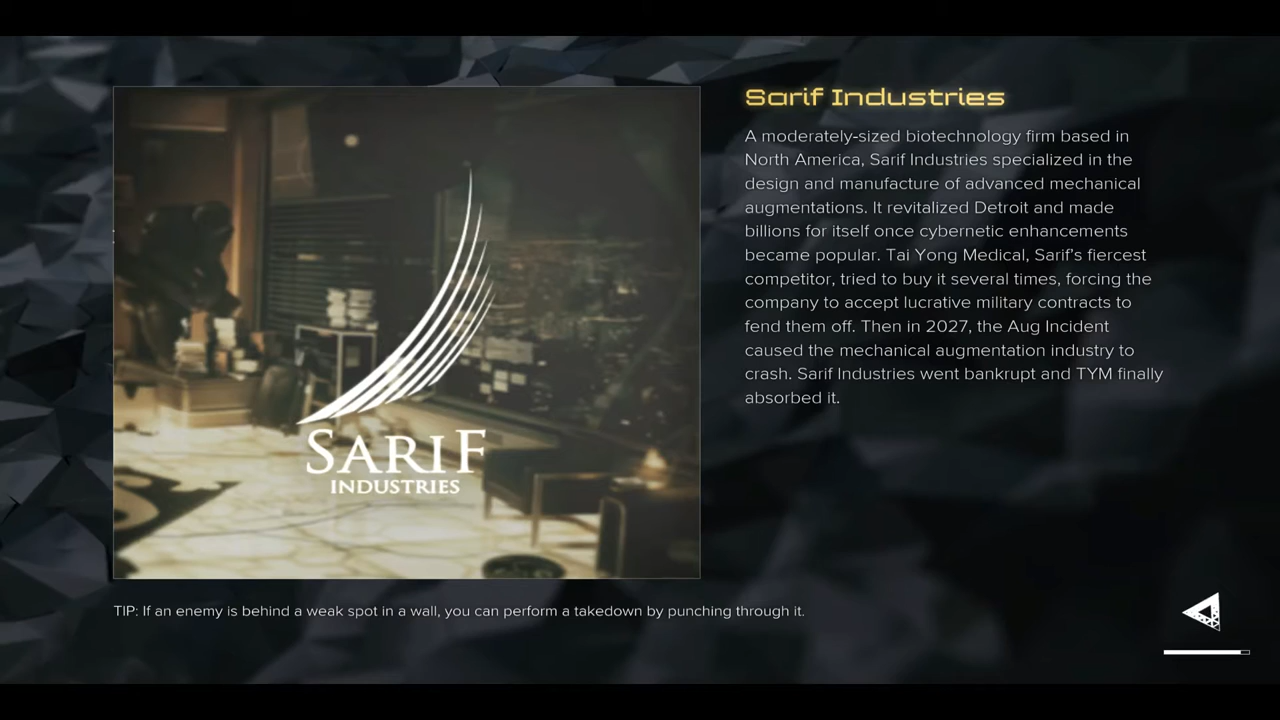 Sarif Industries
A moderately-sized biotechnology firm based in
North America, Sarif Industries specialized in the
design and manufacture of advanced mechanical
augmentations. It revitalized Detroit and made
billions for itself once cybernetic enhancements
became popular. Tai Yong Medical, Sarif's fiercest
competitor, tried to buy it several times, forcing the
company to accept lucrative military contracts to
fend them off. Then in 2027, the Aug Incident
caused the mechanical augmentation industry to
crash. Sarif Industries went bankrupt and TYM finally
absorbed it.
SARIF
INDUSTRIES
TIP: If an enemy is behind a weak spot in a wall, you can perform a takedown by punching through it.